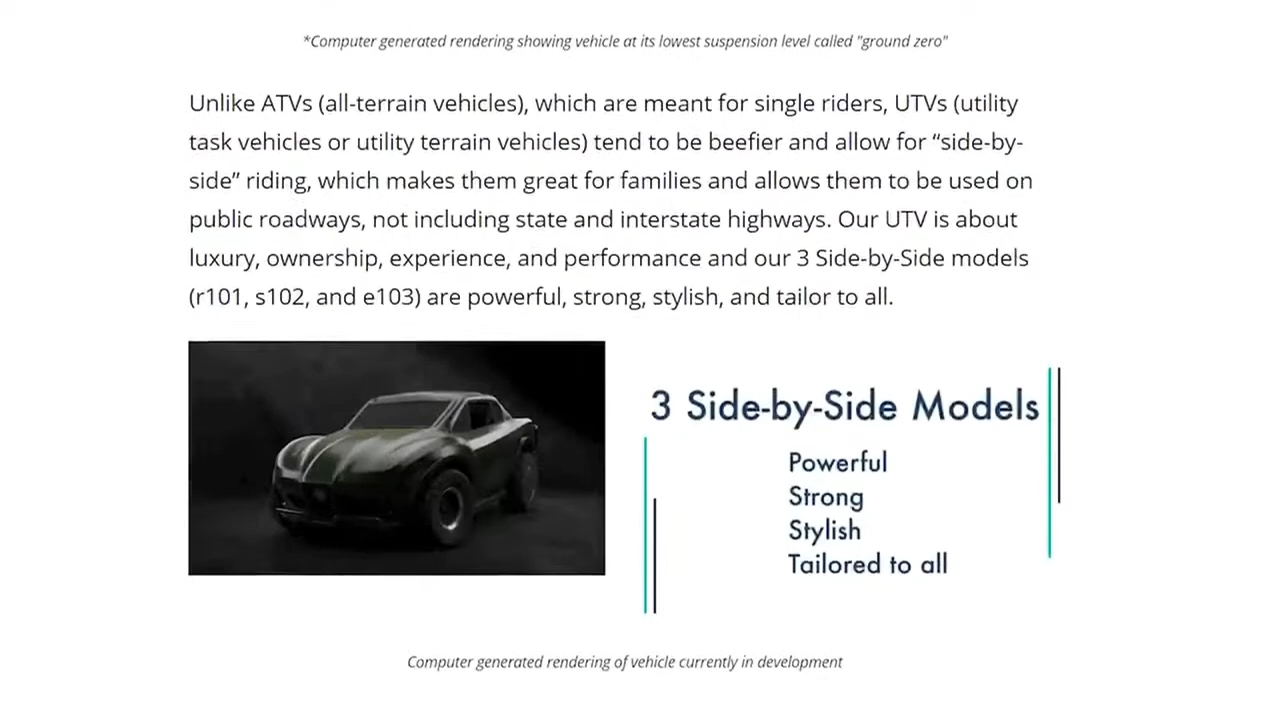 *Computer generated rendering showing vehicle at its lowest suspension level called "ground zero"
Unlike ATVs (all-terrain vehicles), which are meant for single riders, UTVs (utility
task vehicles or utility terrain vehicles) tend to be beefier and allow for “side-by-
side” riding, which makes them great for families and allows them to be used on
public roadways, not including state and interstate highways. Our UTV is about
luxury, ownership, experience, and performance and our 3 Side-by-Side models
(r101, s102, and e103) are powerful, strong, stylish, and tailor to all.
3 Side-by-Side Models
Powerful
Strong
Stylish
Tailored to all
Computer generated rendering of vehicle currently in development